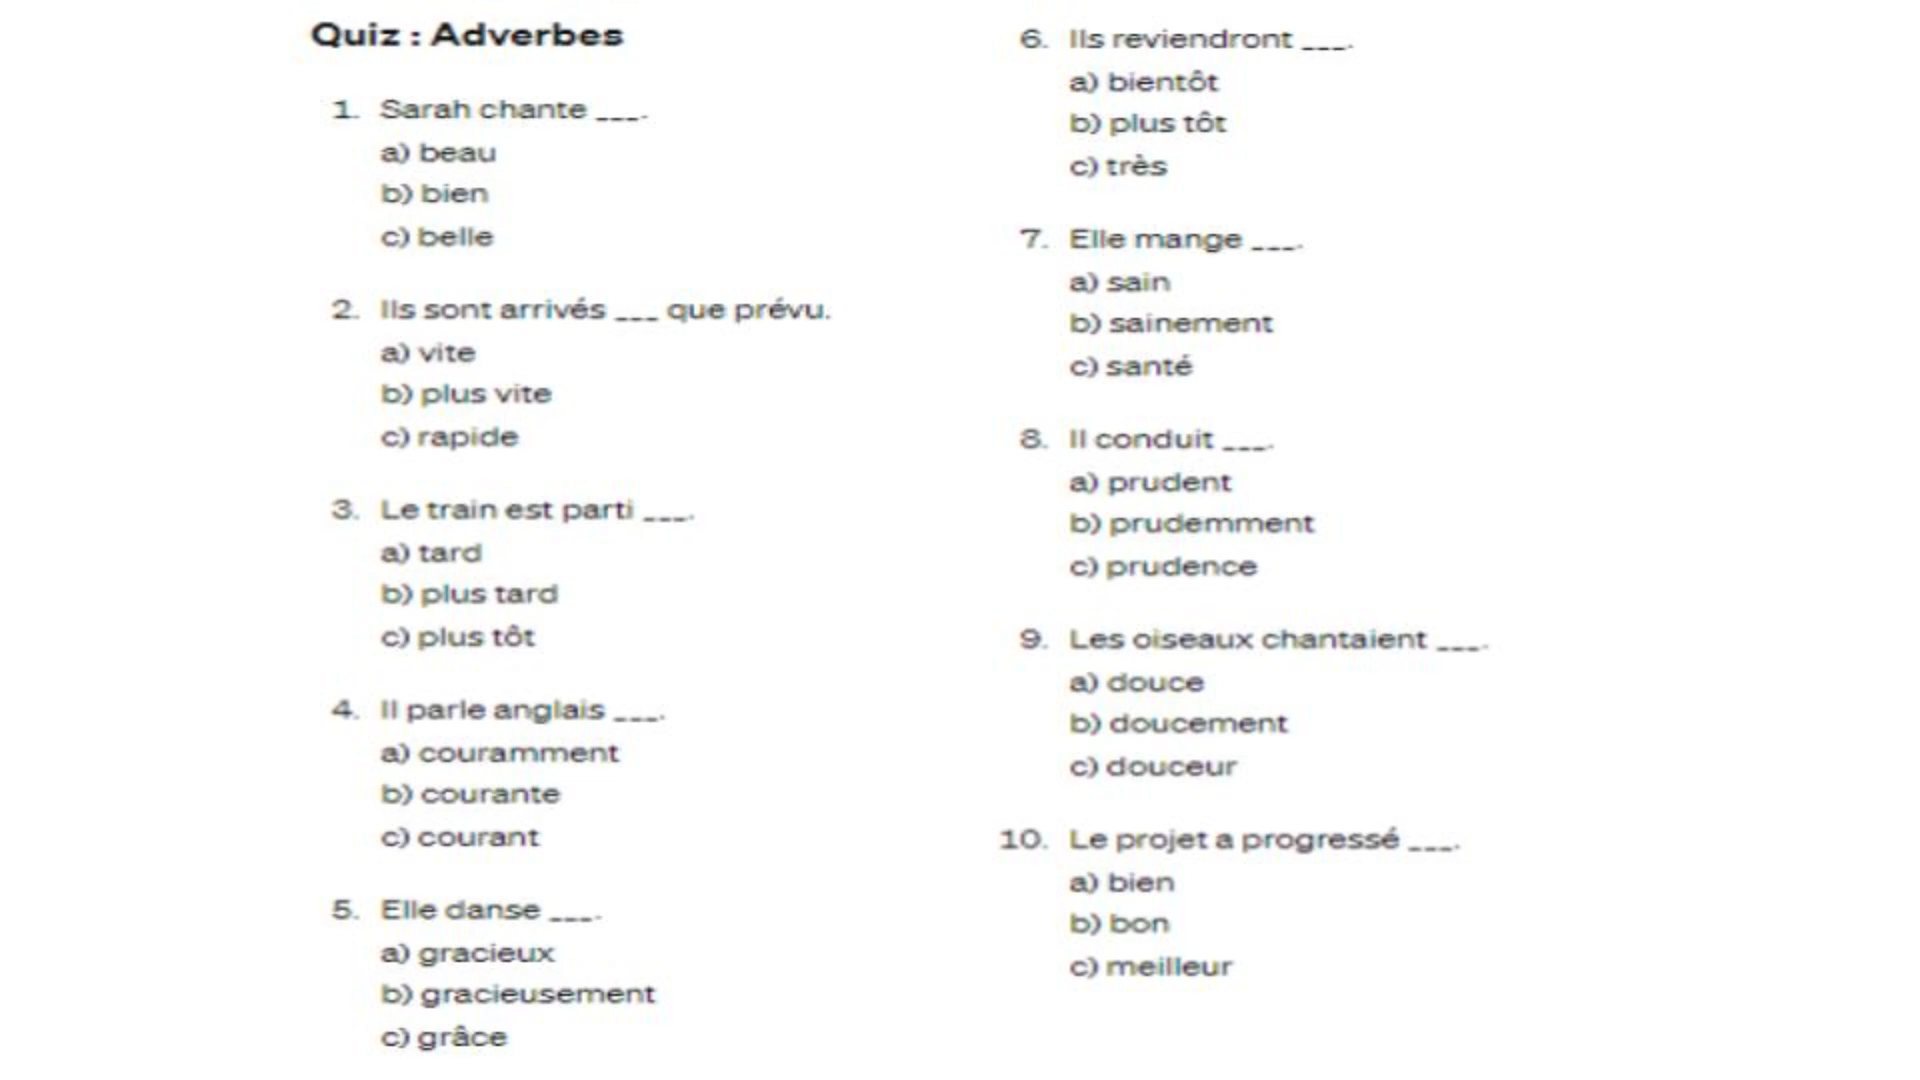 Quiz : Adverbes
1. Sarah chante ___.
a) beau
b) bien
c) belle
2. Ils sont arrivés ___ que prévu.
a) vite
b) plus vite
c) rapide
3. Le train est parti ___.
a) tard
b) plus tard
c) plus tôt
4. Il parle anglais ___.
a) couramment
b) courante
c) courant
5. Elle danse ___.
a) gracieux
b) gracieusement
c) grâce
6. Ils reviendront ___.
a) bientôt
b) plus tôt
c) très
7. Elle mange ___.
a) sain
b) sainement
c) santé
8. Il conduit ___.
a) prudent
b) prudemment
c) prudence
9. Les oiseaux chantaient ___.
a) douce
b) doucement
c) douceur
10. Le projet a progressé ___.
a) bien
b) bon
c) meilleur